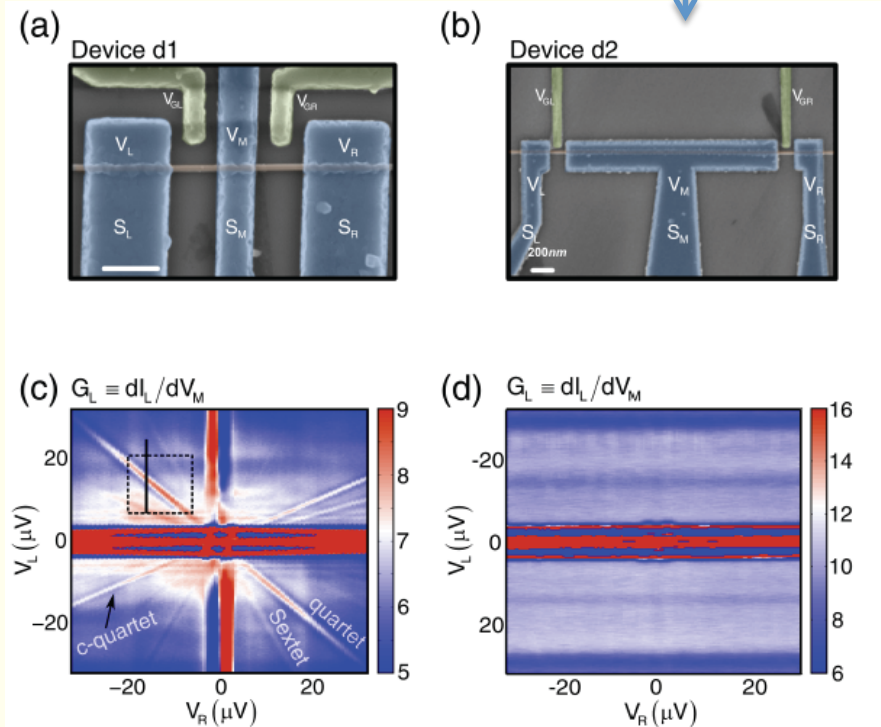 (a)
Device d1
V_GL
V_GR
V_L
V_M
V_R
S_L
S_M
S_R
(b)
Device d2
V_GL
V_GR
V_L
V_M
V_R
S_L
S_M
S_R
200nm
(c)
G_L ≡ dI_L/dV_M
9
8
7
6
5
20
0
−20
V_L (μV)
c-quartet
Sextet
quartet
−20
0
20
V_R (μV)
(d)
G_L ≡ dI_L/dV_M
16
14
12
10
8
6
-20
0
20
V_L (μV)
−20
0
20
V_R (μV)